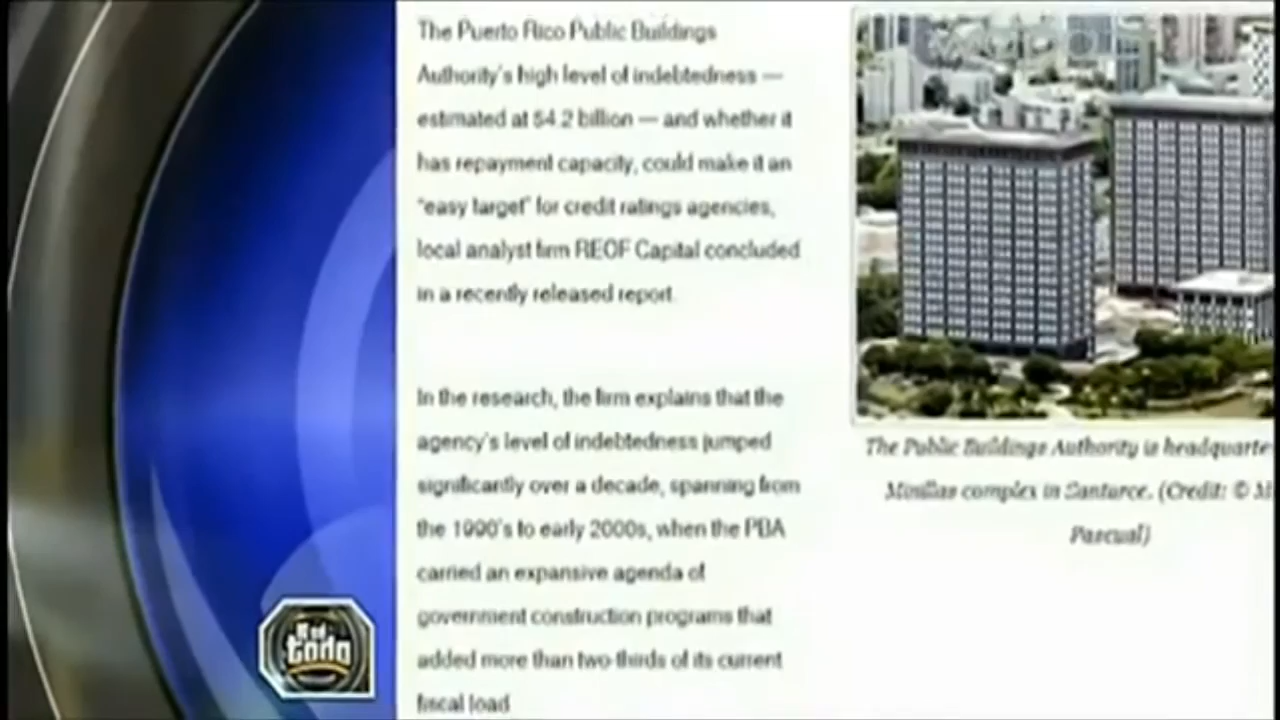 The Puerto Rico Public Buildings
Authority's high level of indebtedness —
estimated at $4.2 billion — and whether it
has repayment capacity, could make it an
"easy target" for credit ratings agencies,
local analyst firm REOF Capital concluded
in a recently released report.
In the research, the firm explains that the
agency's level of indebtedness jumped
significantly over a decade, spanning from
the 1990's to early 2000s, when the PBA
carried an expansive agenda of
government construction programs that
added more than two-thirds of its current
fiscal load
The Public Buildings Authority is headquarte
Minillas complex in Santurce. (Credit: © M
Pascual)
todo